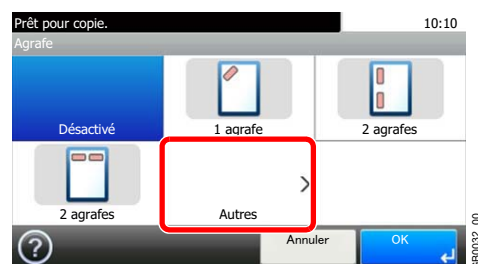 Prêt pour copie. 10:10
Agrafe
Désactivé 1 agrafe 2 agrafes
2 agrafes Autres
? Annuler OK